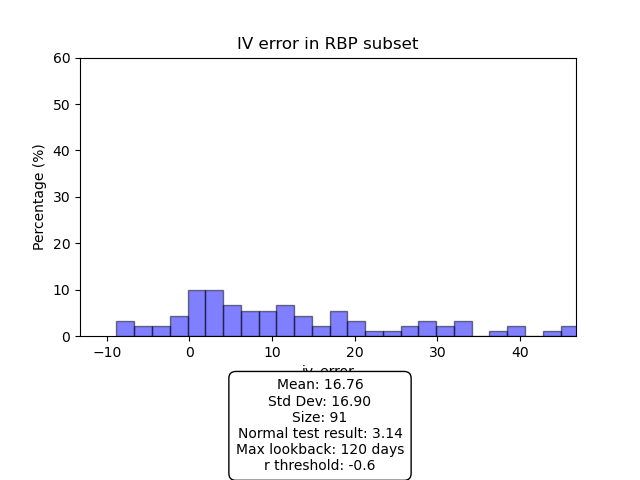 IV error in RBP subset
Percentage (%)
60
50
40
30
20
10
0
−10 0 10 20 30 40
iv_error
Mean: 16.76
Std Dev: 16.90
Size: 91
Normal test result: 3.14
Max lookback: 120 days
r threshold: -0.6